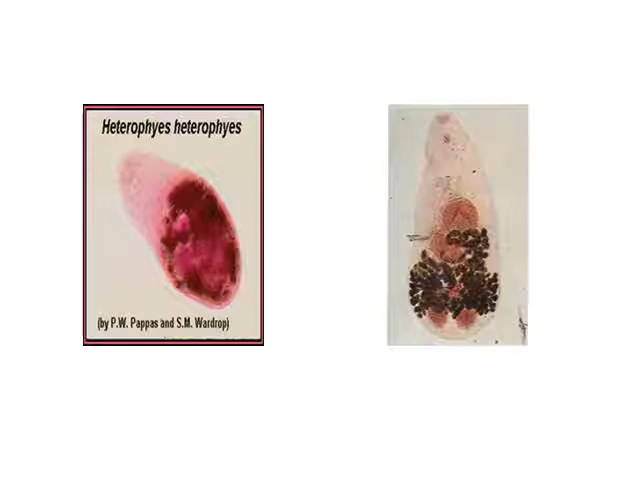 Heterophyes heterophyes
(by P.W. Pappas and S.M. Wardrop)